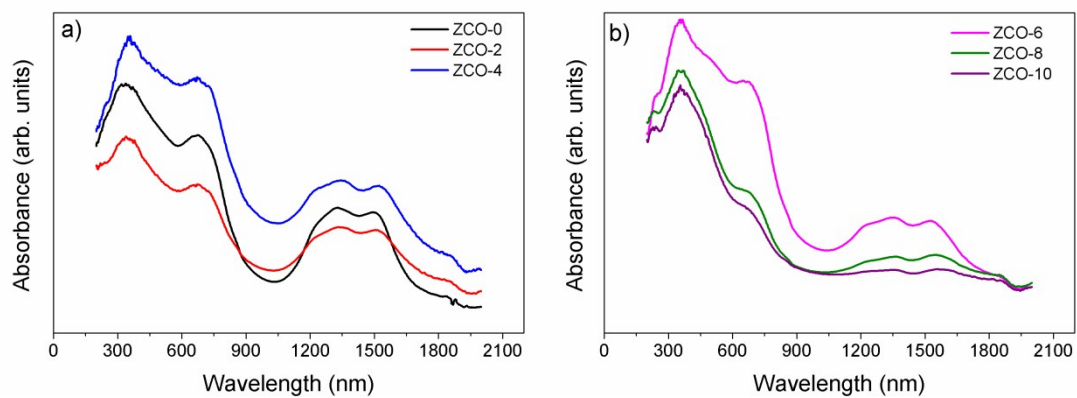 a)
ZCO-0
ZCO-2
ZCO-4
Absorbance (arb. units)
0 300 600 900 1200 1500 1800 2100
Wavelength (nm)
b)
ZCO-6
ZCO-8
ZCO-10
Absorbance (arb. units)
0 300 600 900 1200 1500 1800 2100
Wavelength (nm)